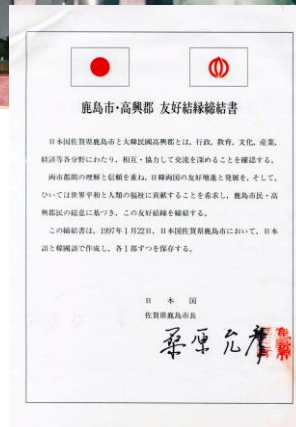 鹿島市・高興郡 友好結縁締結書
日本国佐賀県鹿島市と大韓民國高興郡とは、行政、教育、文化、産業、
経済等各分野にわたり、相互・協力して交流を深めることを確認する。
両市郡間の理解と信頼を重ね、日韓両国の友好増進と発展を、そして、
ひいては世界平和と人類の福祉に貢献することを希求し、鹿島市民・高
興郡民の総意に基づき、この友好結縁を締結する。
この締結書は、1997年1月22日、日本国佐賀県鹿島市において、日本
語と韓國語で作成し、各1部ずつを保存する。
日 本 国
佐賀県鹿島市長
桑原允彦